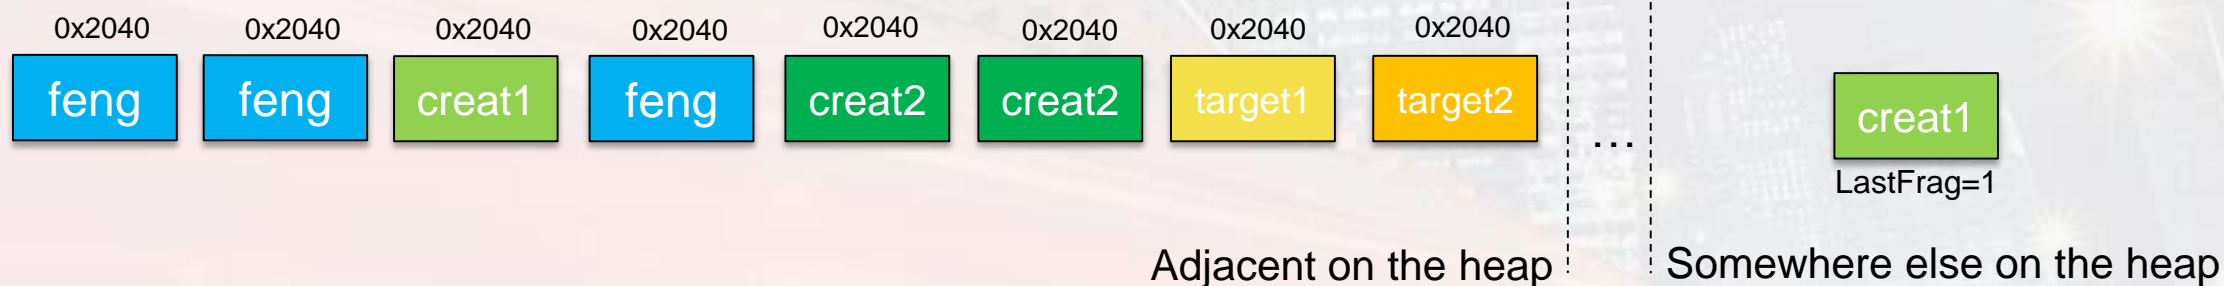 0x2040 0x2040 0x2040 0x2040 0x2040 0x2040 0x2040 0x2040
feng feng creat1 feng creat2 creat2 target1 target2
...
creat1
LastFrag=1
Adjacent on the heap
Somewhere else on the heap